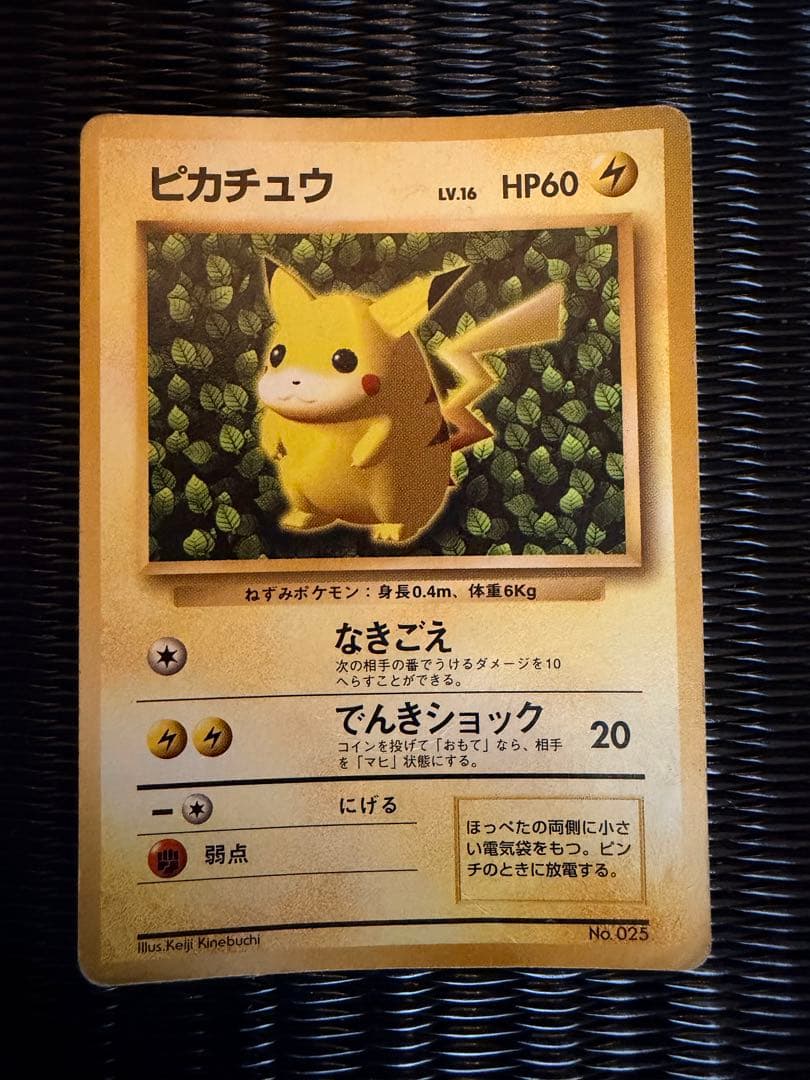 ピカチュウ LV.16 HP60
ねずみポケモン：身長0.4m、体重6Kg
なきごえ
次の相手の番でうけるダメージを10
へらすことができる。
でんきショック 20
コインを投げて「おもて」なら、相手
を「マヒ」状態にする。
にげる
弱点
ほっぺたの両側に小さ
い電気袋をもつ。ピン
チのときに放電する。
Illus.Keiji Kinebuchi
No.025